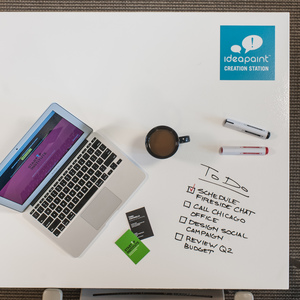 ideapaint
CREATION STATION
To Do
SCHEDULE
FIRESIDE CHAT
CALL CHICAGO
OFFICE
DESIGN SOCIAL
CAMPAIGN
REVIEW Q2
BUDGET